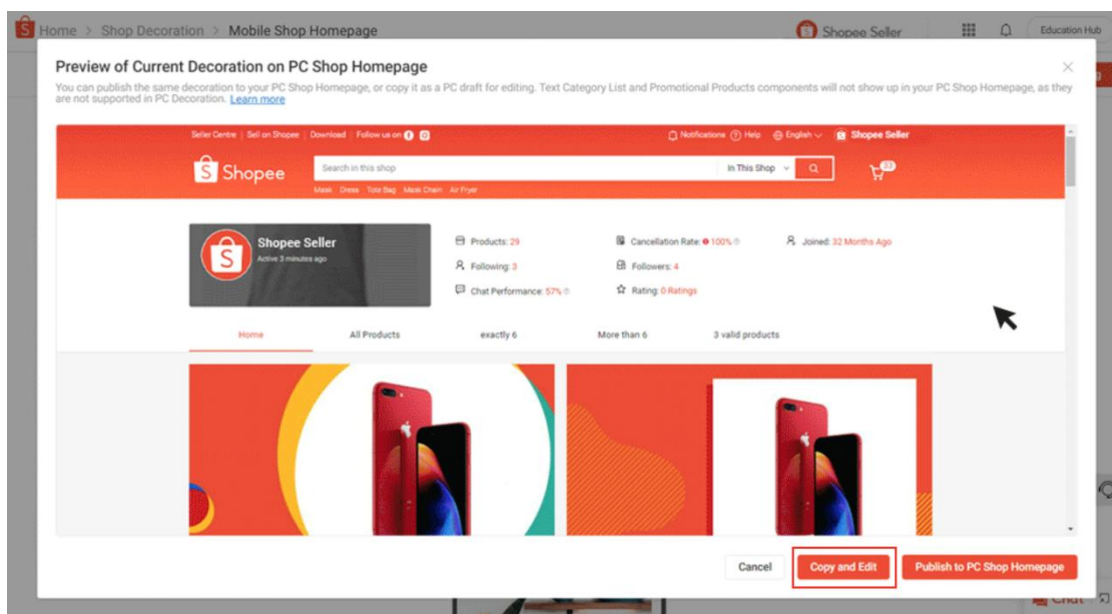 Home > Shop Decoration > Mobile Shop Homepage
Shopee Seller
Education Hub
Preview of Current Decoration on PC Shop Homepage
You can publish the same decoration to your PC Shop Homepage, or copy it as a PC draft for editing. Text Category List and Promotional Products components will not show up in your PC Shop Homepage, as they
are not supported in PC Decoration. Learn more
Seller Centre | Sell on Shopee | Download | Follow us on
Notifications Help English Shopee Seller
Shopee
Search in this shop
In This Shop
33
Mask Dress Tote Bag Mask Chain Air Fryer
Shopee Seller
Active 3 minutes ago
Products: 29
Cancellation Rate: 100%
Joined: 32 Months Ago
Following: 3
Followers: 4
Chat Performance: 57%
Rating: 0 Ratings
Home
All Products
exactly 6
More than 6
3 valid products
Cancel
Copy and Edit
Publish to PC Shop Homepage
Chat